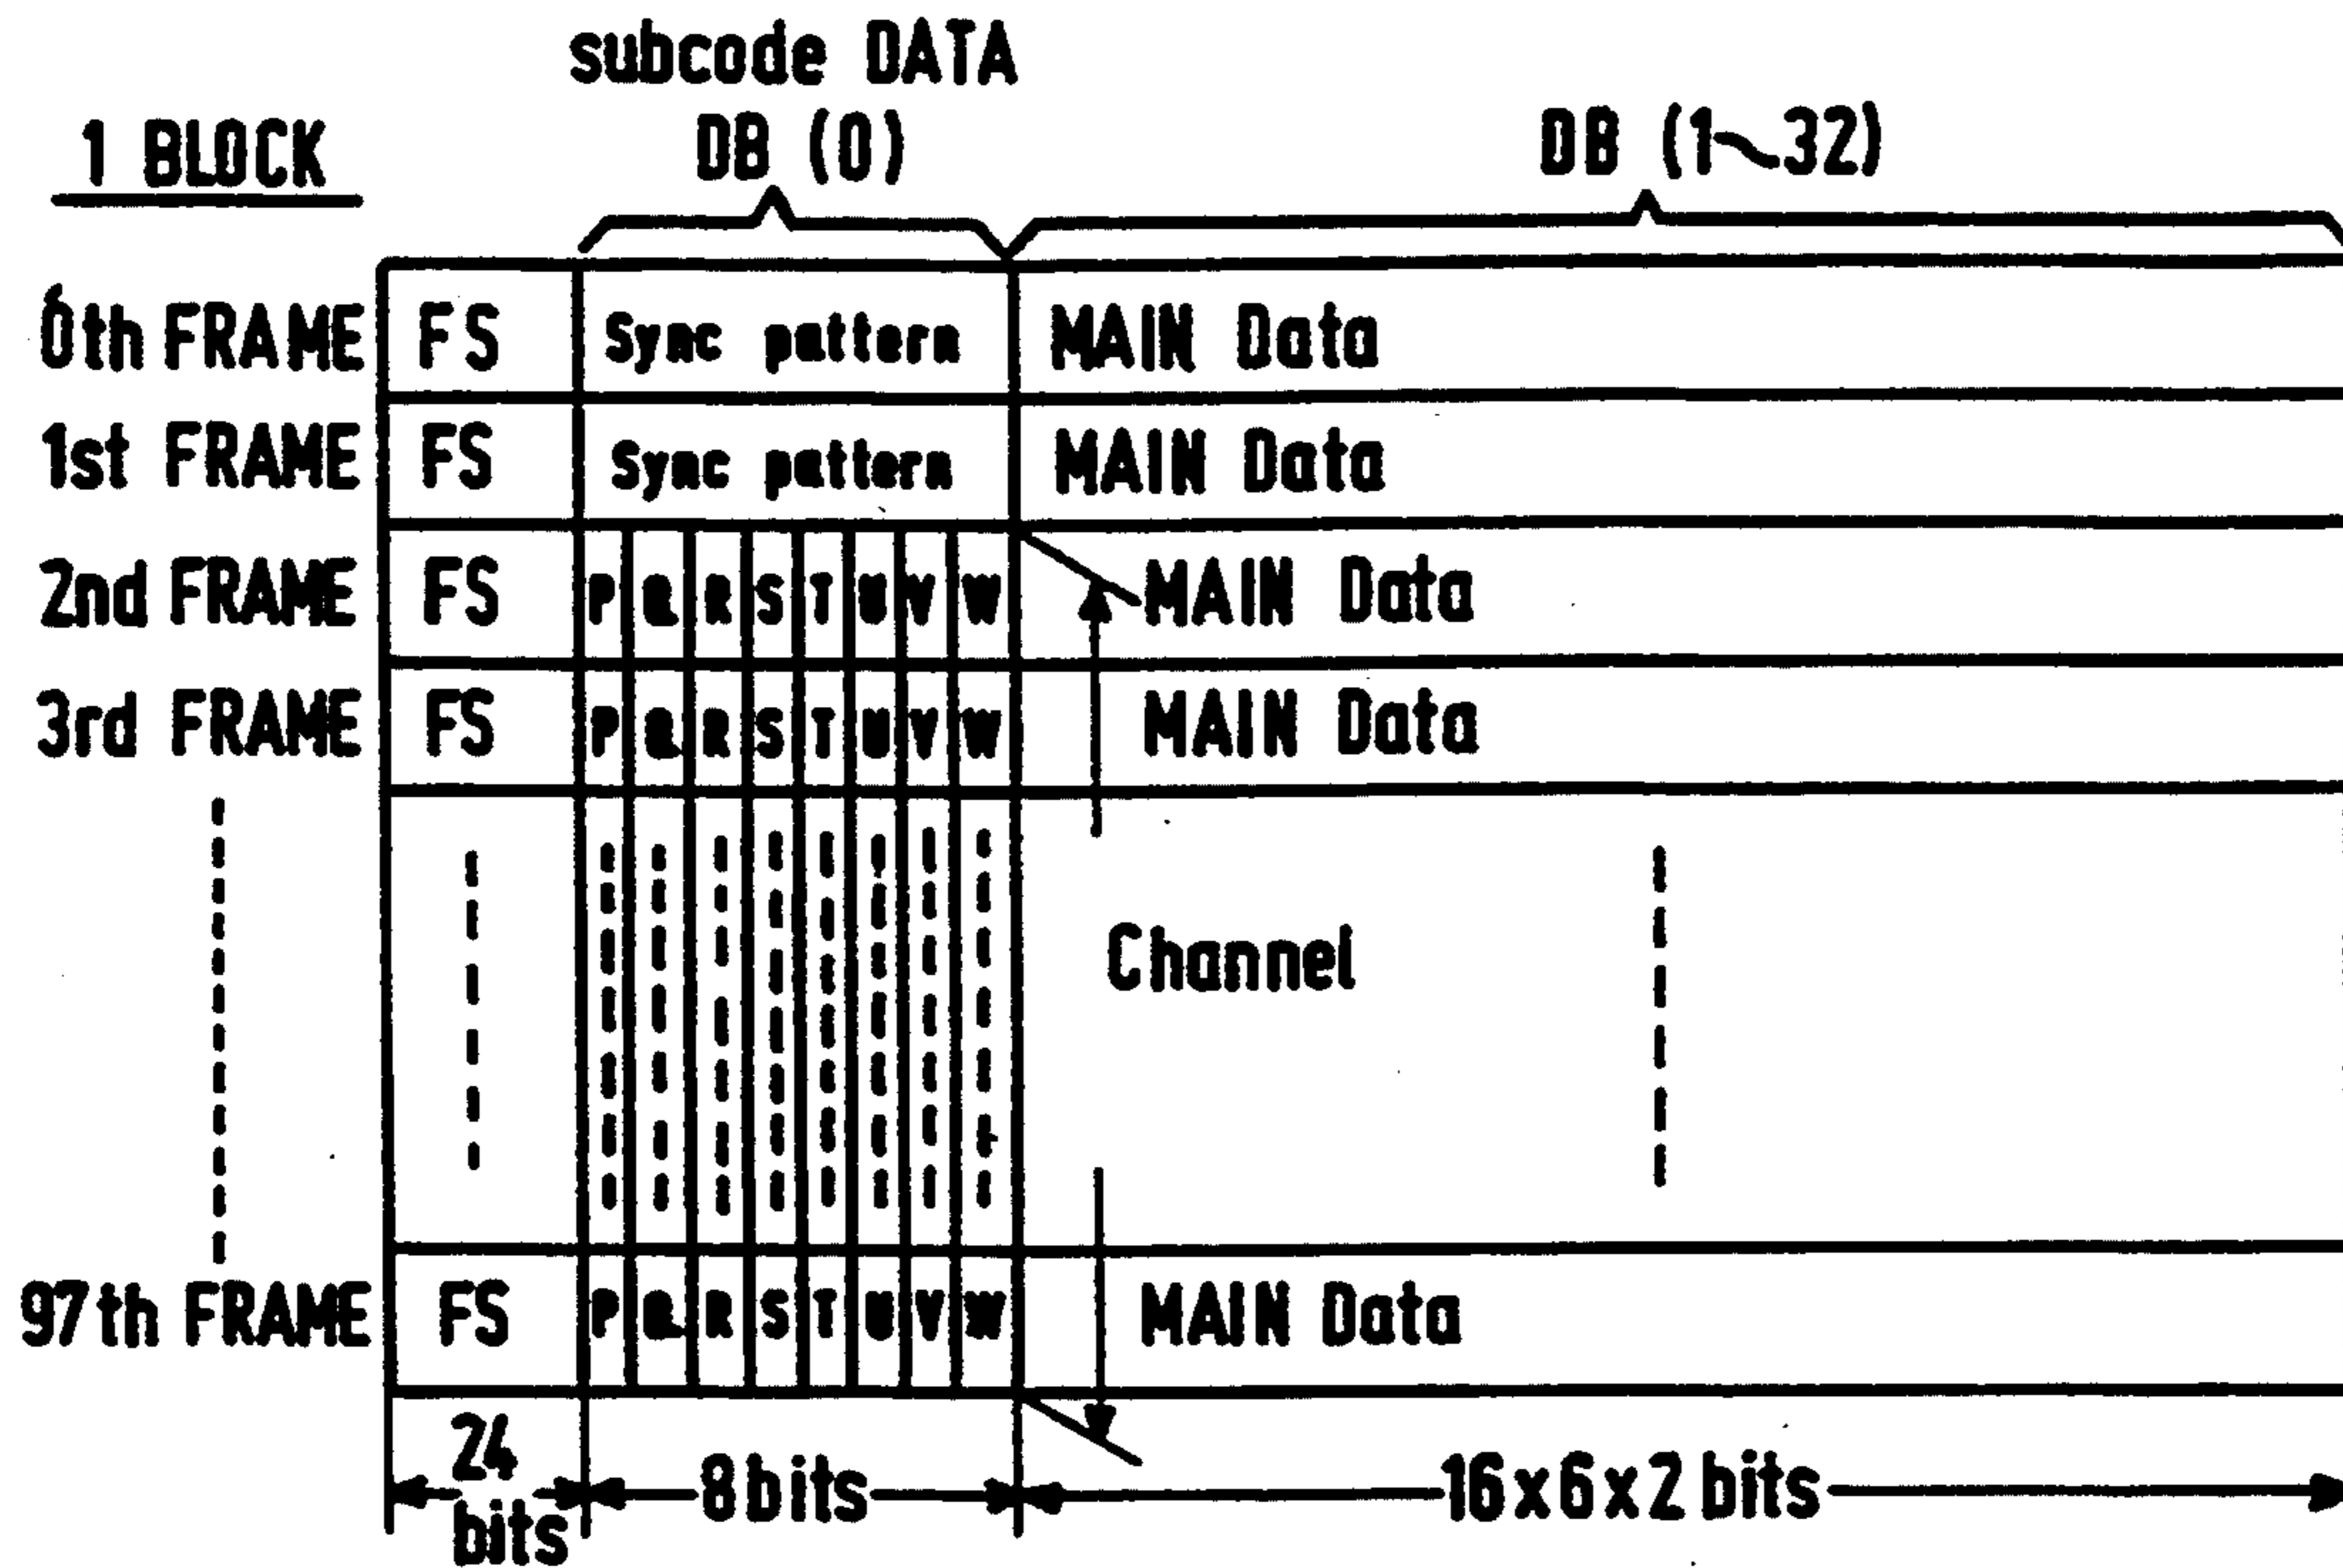 subcode DATA
1 BLOCK DB (0) DB (1~32)
0th FRAME FS Sync pattern MAIN Data
1st FRAME FS Sync pattern MAIN Data
2nd FRAME FS P Q R S T U V W MAIN Data
3rd FRAME FS P Q R S T U V W MAIN Data
Channel
97th FRAME FS P Q R S T U V W MAIN Data
24 bits 8 bits 16x6x2 bits